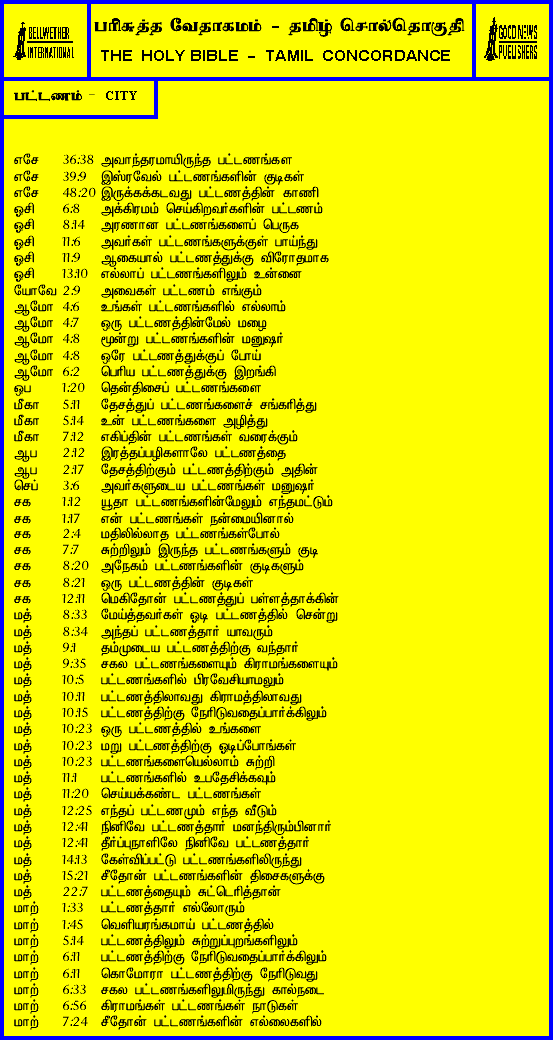 BELLWETHER INTERNATIONAL
பரிசுத்த வேதாகமம் - தமிழ் சொல்தொகுதி
THE HOLY BIBLE - TAMIL CONCORDANCE
GOOD NEWS PUBLISHERS
பட்டணம் - CITY
எசே 36:38 அவாந்தரமாயிருந்த பட்டணங்கள
எசே 39:9 இஸ்ரவேல் பட்டணங்களின் குடிகள்
எசே 48:20 இருக்கக்கடவது பட்டணத்தின் காணி
ஓசி 6:8 அக்கிரமம் செய்கிறவர்களின் பட்டணம்
ஓசி 8:14 அரணான பட்டணங்களைப் பெருக
ஓசி 11:6 அவர்கள் பட்டணங்களுக்குள் பாய்ந்து
ஓசி 11:9 ஆகையால் பட்டணத்துக்கு விரோதமாக
ஓசி 13:10 எல்லாப் பட்டணங்களிலும் உன்னை
யோவே 2:9 அவைகள் பட்டணம் எங்கும்
ஆமோ 4:6 உங்கள் பட்டணங்களில் எல்லாம்
ஆமோ 4:7 ஒரு பட்டணத்தின்மேல் மழை
ஆமோ 4:8 மூன்று பட்டணங்களின் மனுஷர்
ஆமோ 4:8 ஒரே பட்டணத்துக்குப் போய்
ஆமோ 6:2 பெரிய பட்டணத்துக்கு இறங்கி
ஒப 1:20 தென்திசைப் பட்டணங்களை
மீகா 5:11 தேசத்துப் பட்டணங்களைச் சங்கரித்து
மீகா 5:14 உன் பட்டணங்களை அழித்து
மீகா 7:12 எகிப்தின் பட்டணங்கள் வரைக்கும்
ஆப 2:12 இரத்தப்பழிகளாலே பட்டணத்தை
ஆப 2:17 தேசத்திற்கும் பட்டணத்திற்கும் அதின்
செப் 3:6 அவர்களுடைய பட்டணங்கள் மனுஷர்
சக 1:12 யூதா பட்டணங்களின்மேலும் எந்தமட்டும்
சக 1:17 என் பட்டணங்கள் நன்மையினால்
சக 2:4 மதிலில்லாத பட்டணங்கள்போல்
சக 7:7 சுற்றிலும் இருந்த பட்டணங்களும் குடி
சக 8:20 அநேகம் பட்டணங்களின் குடிகளும்
சக 8:21 ஒரு பட்டணத்தின் குடிகள்
சக 12:11 மெகிதோன் பட்டணத்துப் பள்ளத்தாக்கின்
மத் 8:33 மேய்த்தவர்கள் ஓடி பட்டணத்தில் சென்று
மத் 8:34 அந்தப் பட்டணத்தார் யாவரும்
மத் 9:1 தம்முடைய பட்டணத்திற்கு வந்தார்
மத் 9:35 சகல பட்டணங்களையும் கிராமங்களையும்
மத் 10:5 பட்டணங்களில் பிரவேசியாமலும்
மத் 10:11 பட்டணத்திலாவது கிராமத்திலாவது
மத் 10:15 பட்டணத்திற்கு நேரிடுவதைப்பார்க்கிலும்
மத் 10:23 ஒரு பட்டணத்தில் உங்களை
மத் 10:23 மறு பட்டணத்திற்கு ஓடிப்போங்கள்
மத் 10:23 பட்டணங்களையெல்லாம் சுற்றி
மத் 11:1 பட்டணங்களில் உபதேசிக்கவும்
மத் 11:20 செய்யக்கண்ட பட்டணங்கள்
மத் 12:25 எந்தப் பட்டணமும் எந்த வீடும்
மத் 12:41 நினிவே பட்டணத்தார் மனந்திரும்பினார்
மத் 12:41 தீர்ப்புநாளிலே நினிவே பட்டணத்தார்
மத் 14:13 கேள்விப்பட்டு பட்டணங்களிலிருந்து
மத் 15:21 சீதோன் பட்டணங்களின் திசைகளுக்கு
மத் 22:7 பட்டணத்தையும் சுட்டெரித்தான்
மாற் 1:33 பட்டணத்தார் எல்லோரும்
மாற் 1:45 வெளியரங்கமாய் பட்டணத்தில்
மாற் 5:14 பட்டணத்திலும் சுற்றுப்புறங்களிலும்
மாற் 6:11 பட்டணத்திற்கு நேரிடுவதைப்பார்க்கிலும்
மாற் 6:11 கொமோரா பட்டணத்திற்கு நேரிடுவது
மாற் 6:33 சகல பட்டணங்களிலுமிருந்து கால்நடை
மாற் 6:56 கிராமங்கள் பட்டணங்கள் நாடுகள்
மாற் 7:24 சீதோன் பட்டணங்களின் எல்லைகளில்